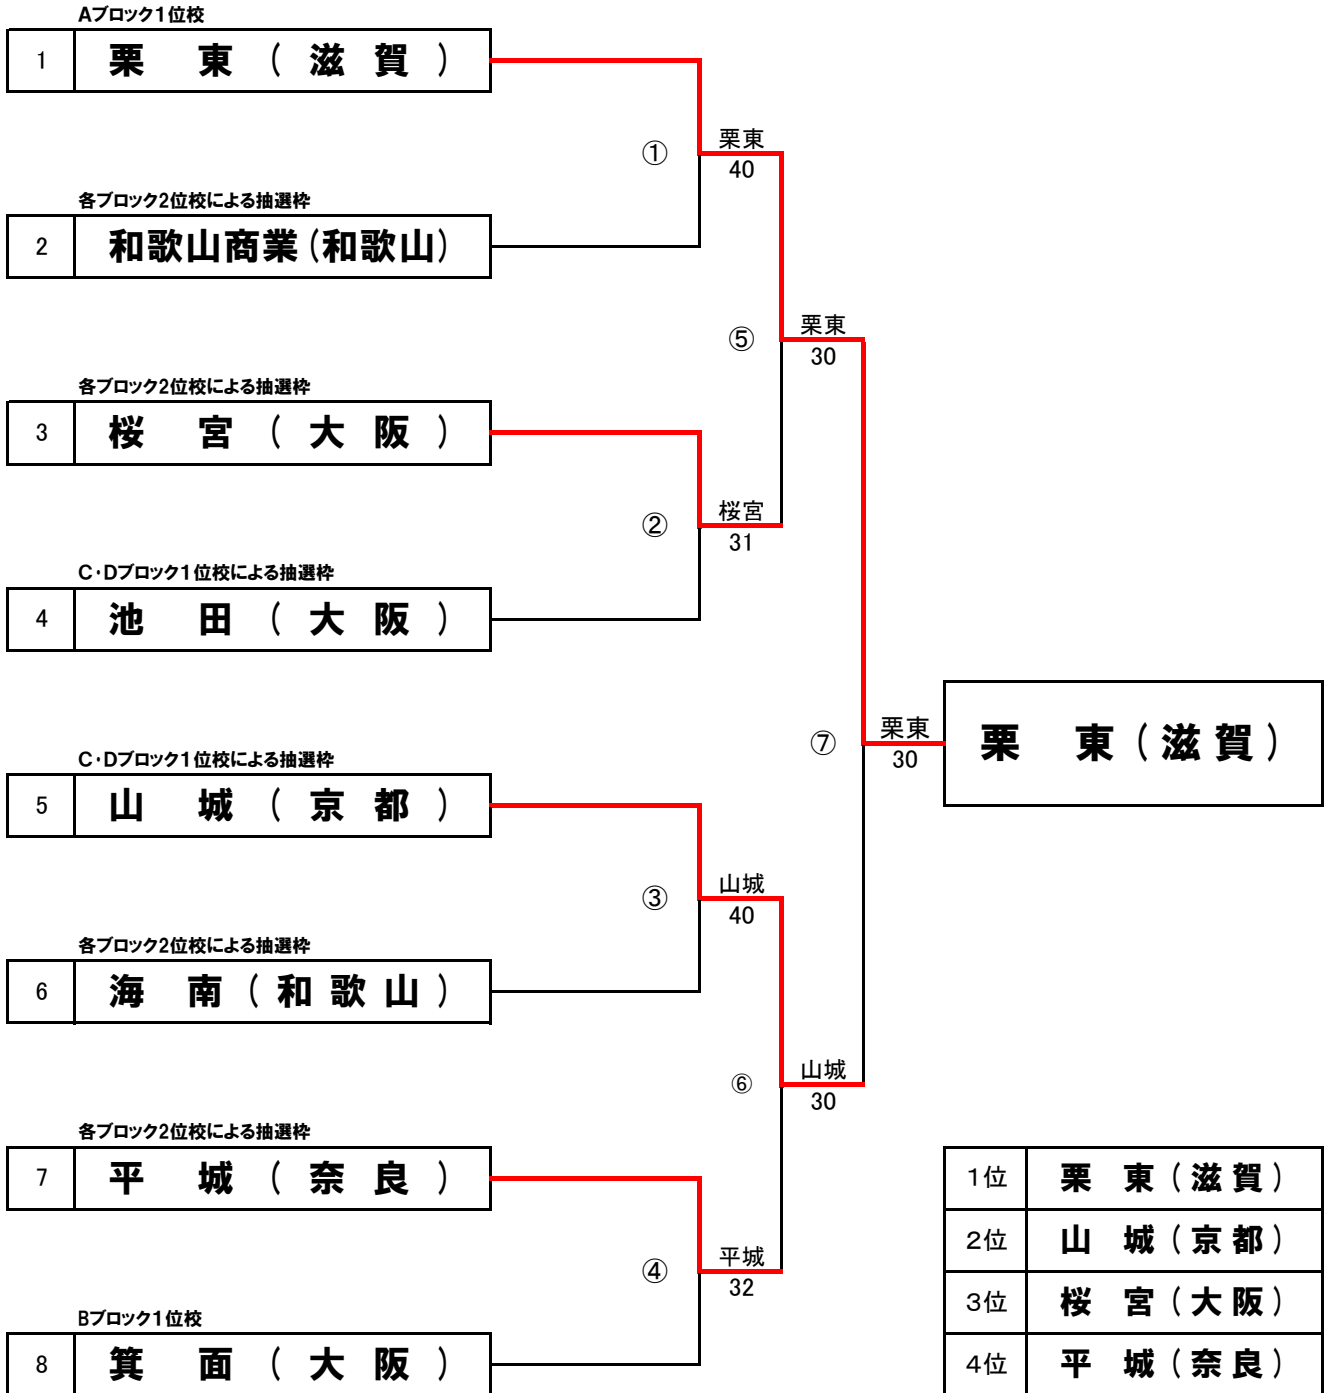 Aブロック1位校
1 栗東(滋賀)
① 栗東
40
各ブロック2位校による抽選枠
2 和歌山商業(和歌山)
⑤ 栗東
30
各ブロック2位校による抽選枠
3 桜宮(大阪)
② 桜宮
31
C・Dブロック1位校による抽選枠
4 池田(大阪)
⑦ 栗東
30
栗東(滋賀)
C・Dブロック1位校による抽選枠
5 山城(京都)
③ 山城
40
各ブロック2位校による抽選枠
6 海南(和歌山)
⑥ 山城
30
各ブロック2位校による抽選枠
7 平城(奈良)
④ 平城
32
Bブロック1位校
8 箕面(大阪)
1位 栗東(滋賀)
2位 山城(京都)
3位 桜宮(大阪)
4位 平城(奈良)